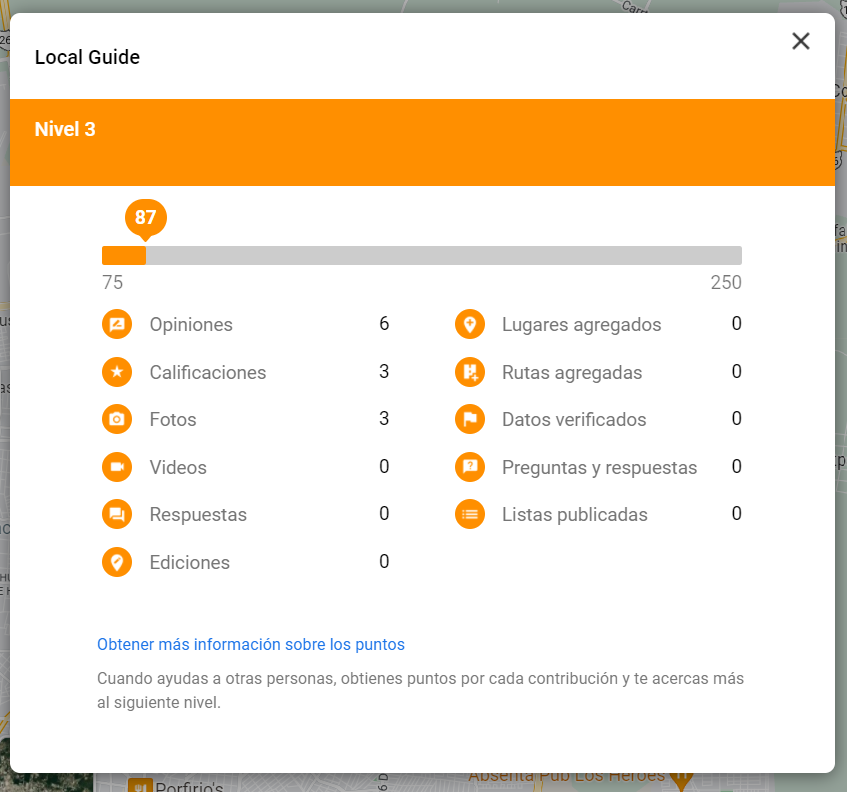 Local Guide
Nivel 3
87
75
250
Opiniones 6
Calificaciones 3
Fotos 3
Videos 0
Respuestas 0
Ediciones 0
Lugares agregados 0
Rutas agregadas 0
Datos verificados 0
Preguntas y respuestas 0
Listas publicadas 0
Obtener más información sobre los puntos
Cuando ayudas a otras personas, obtienes puntos por cada contribución y te acercas más
al siguiente nivel.
Absenta Pub Los Héroes
Porfirio's